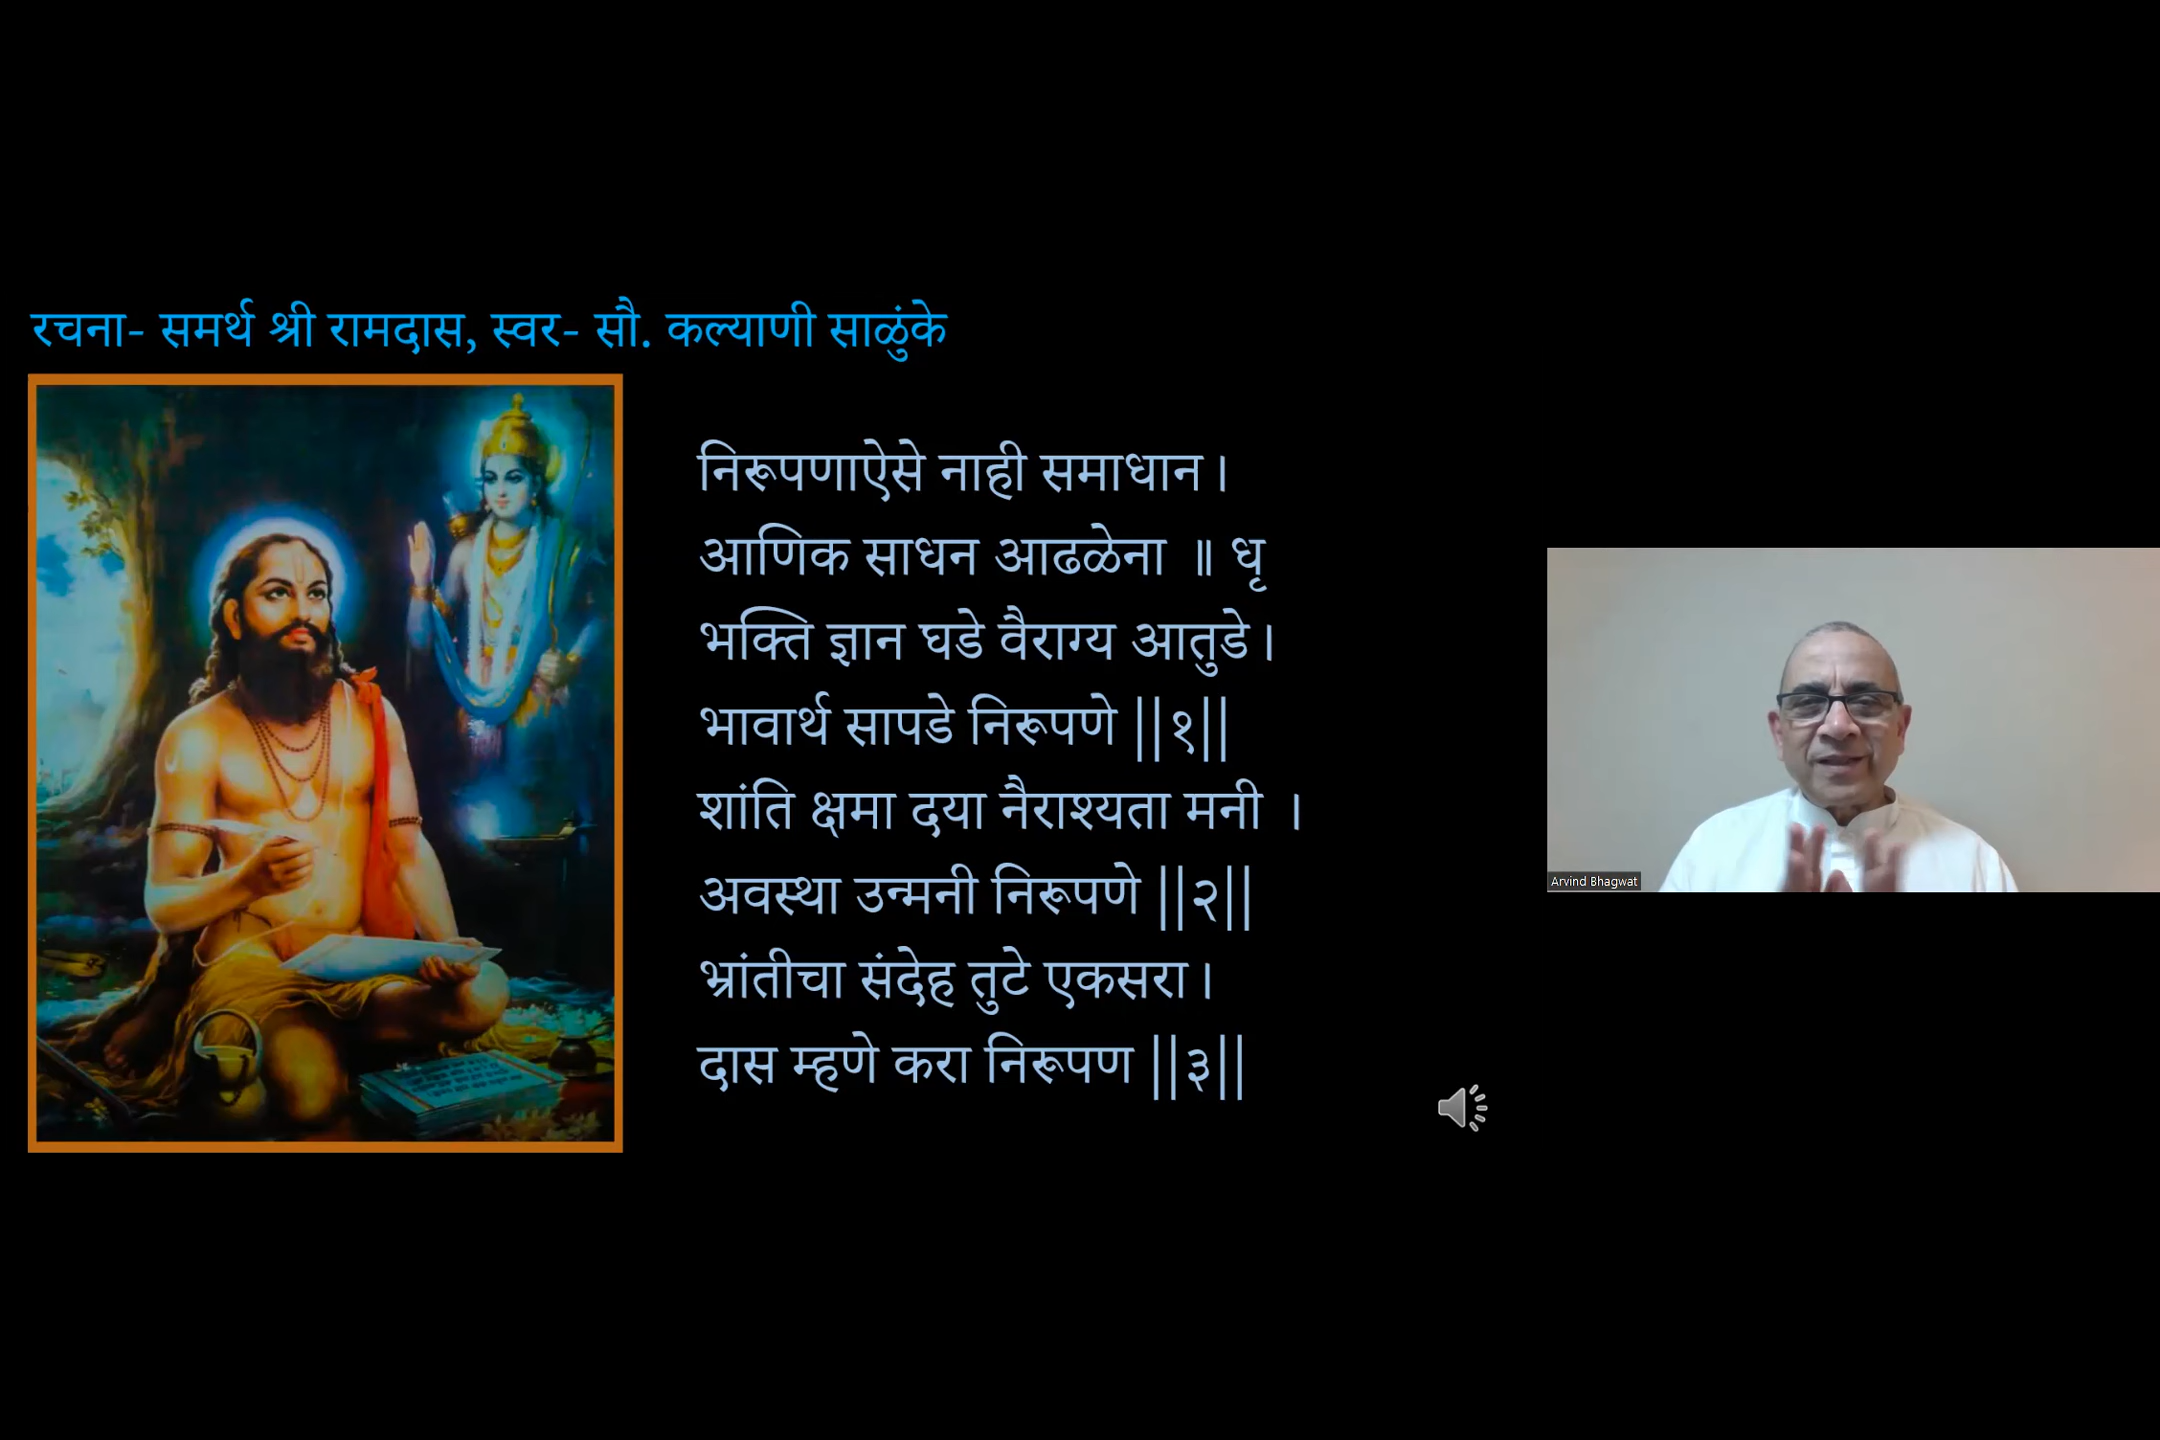 रचना- समर्थ श्री रामदास, स्वर- सौ. कल्याणी साळुंके
निरूपणाऐसे नाही समाधान।
आणिक साधन आढळेना ॥ धृ
भक्ति ज्ञान घडे वैराग्य आतुडे।
भावार्थ सापडे निरूपणे ||१||
शांति क्षमा दया नैराश्यता मनी ।
अवस्था उन्मनी निरूपणे ||२||
भ्रांतीचा संदेह तुटे एकसरा।
दास म्हणे करा निरूपण ||३||
Arvind Bhagwat